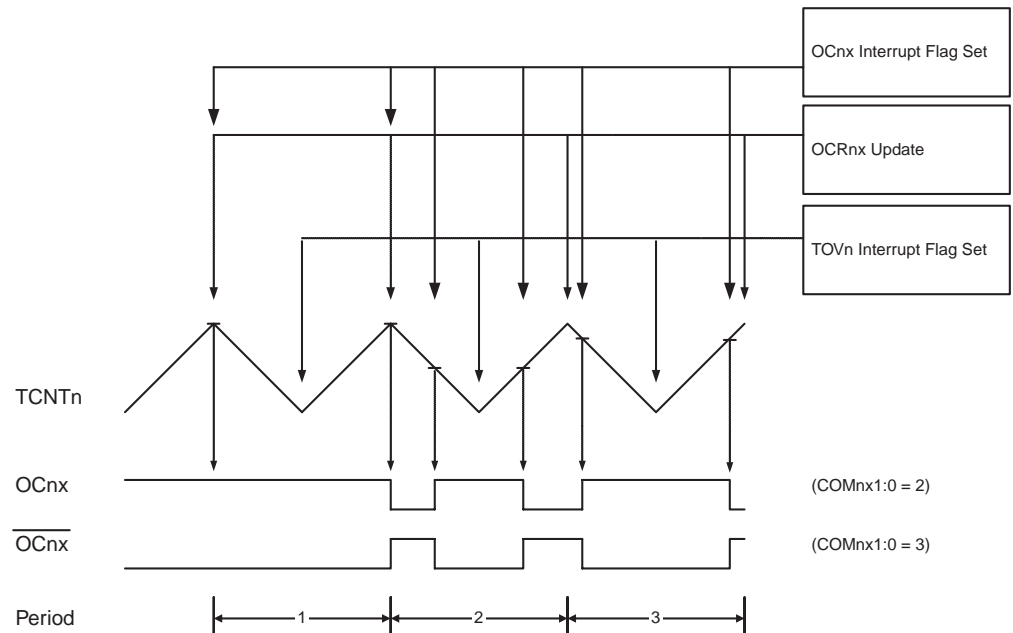 OCnx Interrupt Flag Set
OCRnx Update
TOVn Interrupt Flag Set
TCNTn
OCnx (COMnx1:0 = 2)
OCnx (COMnx1:0 = 3)
Period 1 2 3